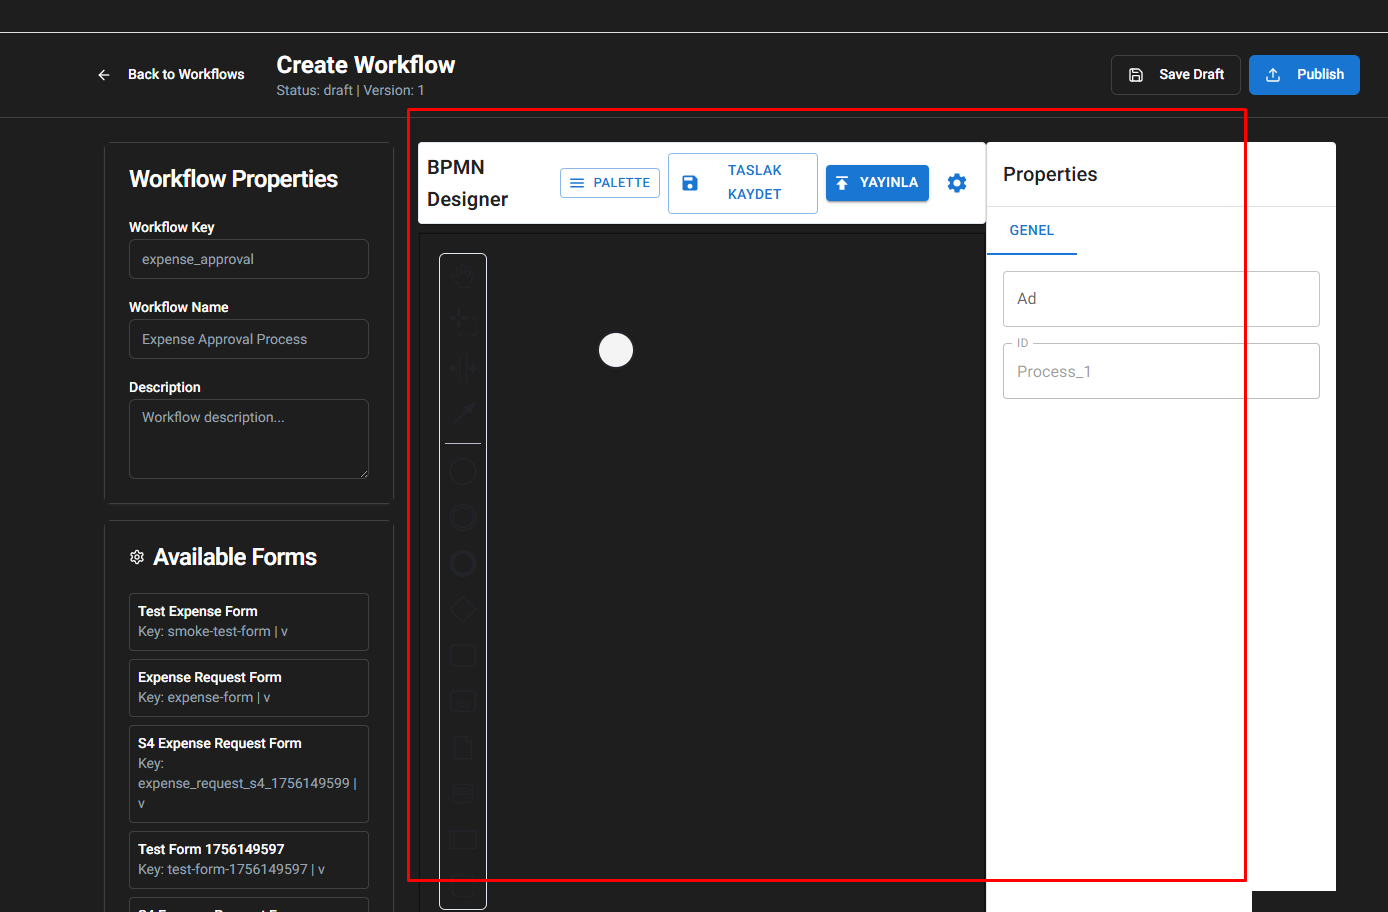 Back to Workflows
Create Workflow
Status: draft | Version: 1
Save Draft
Publish
Workflow Properties
Workflow Key
expense_approval
Workflow Name
Expense Approval Process
Description
Workflow description...
Available Forms
Test Expense Form
Key: smoke-test-form | v
Expense Request Form
Key: expense-form | v
S4 Expense Request Form
Key:
expense_request_s4_1756149599 |
v
Test Form 1756149597
Key: test-form-1756149597 | v
BPMN
Designer
PALETTE
TASLAK
KAYDET
YAYINLA
Properties
GENEL
Ad
ID
Process_1